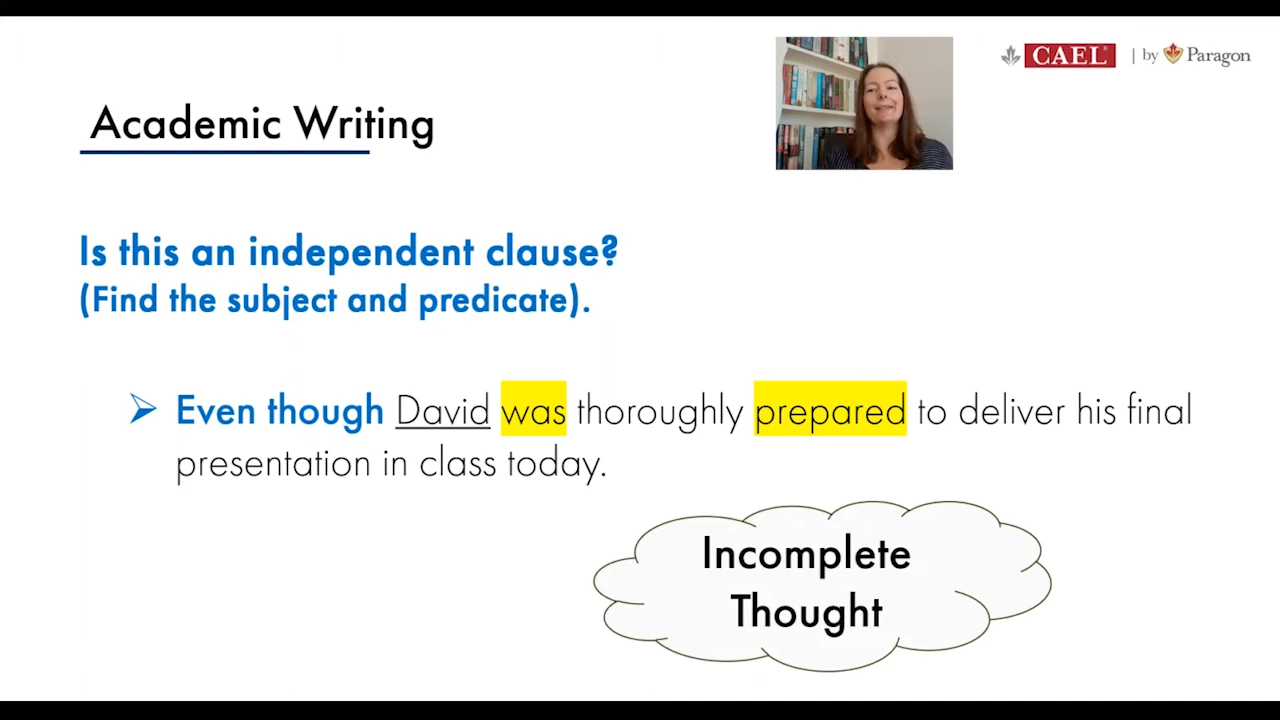 CAEL | by Paragon
Academic Writing
Is this an independent clause?
(Find the subject and predicate).
Even though David was thoroughly prepared to deliver his final
presentation in class today.
Incomplete
Thought